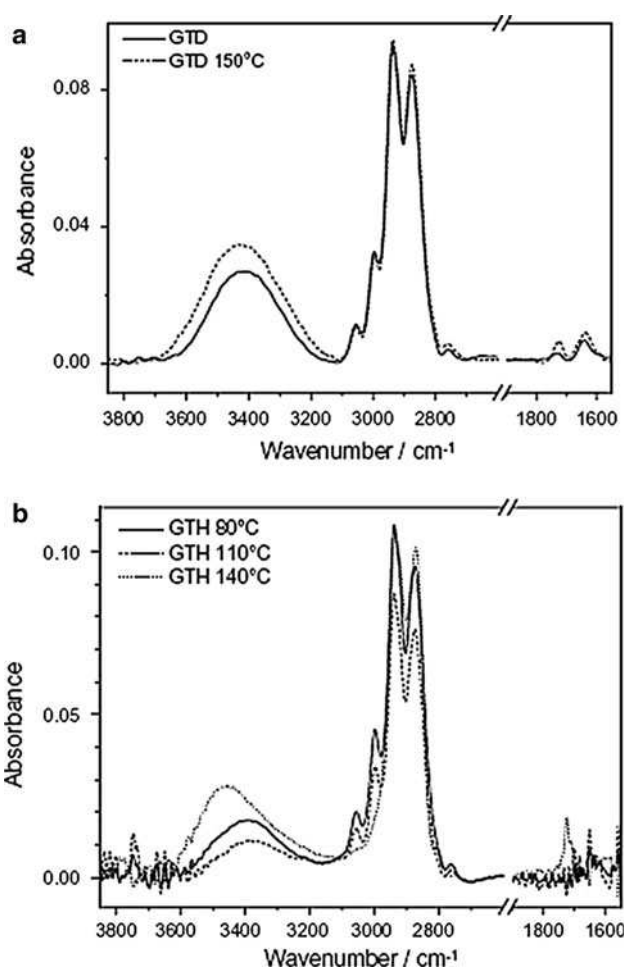 a
GTD
GTD 150°C
0.08
0.04
0.00
Absorbance
3800 3600 3400 3200 3000 2800 1800 1600
Wavenumber / cm-1
b
GTH 80°C
GTH 110°C
GTH 140°C
0.10
0.05
0.00
Absorbance
3800 3600 3400 3200 3000 2800 1800 1600
Wavenumber / cm-1